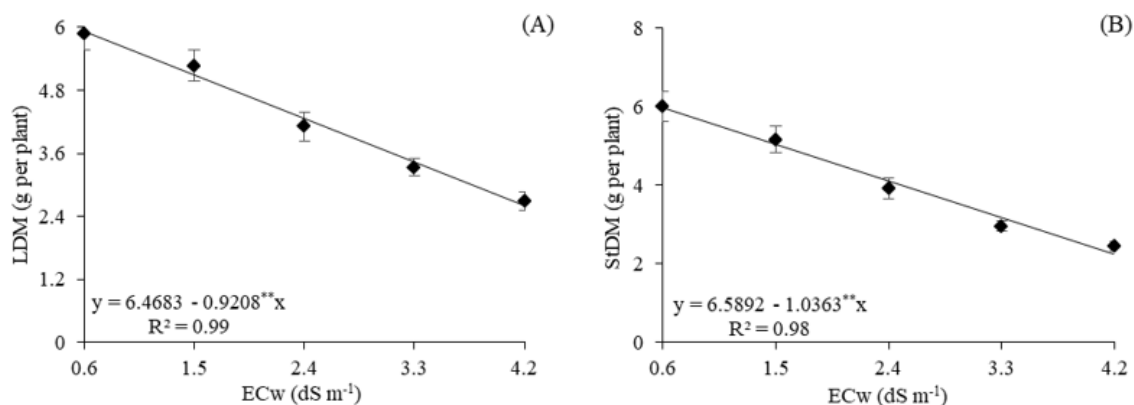 (A)
6
4.8
3.6
2.4
1.2
0
LDM (g per plant)
y = 6.4683 - 0.9208**x
R² = 0.99
0.6 1.5 2.4 3.3 4.2
ECw (dS m-1)
(B)
8
6
4
2
0
StDM (g per plant)
y = 6.5892 - 1.0363**x
R² = 0.98
0.6 1.5 2.4 3.3 4.2
ECw (dS m-1)